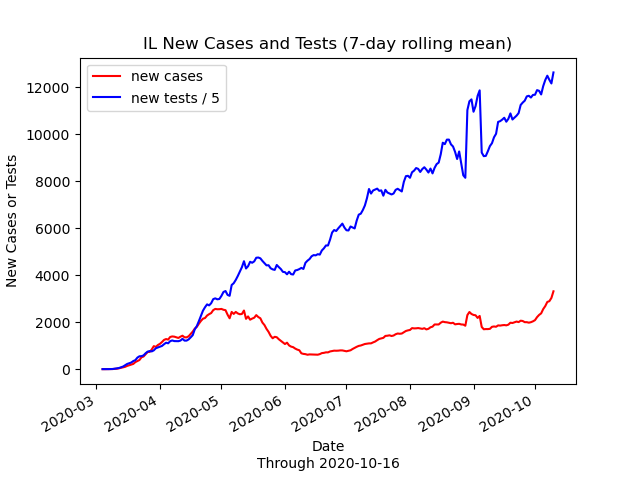 IL New Cases and Tests (7-day rolling mean)
new cases
new tests / 5
New Cases or Tests
12000
10000
8000
6000
4000
2000
0
2020-03
2020-04
2020-05
2020-06
2020-07
2020-08
2020-09
2020-10
Date
Through 2020-10-16